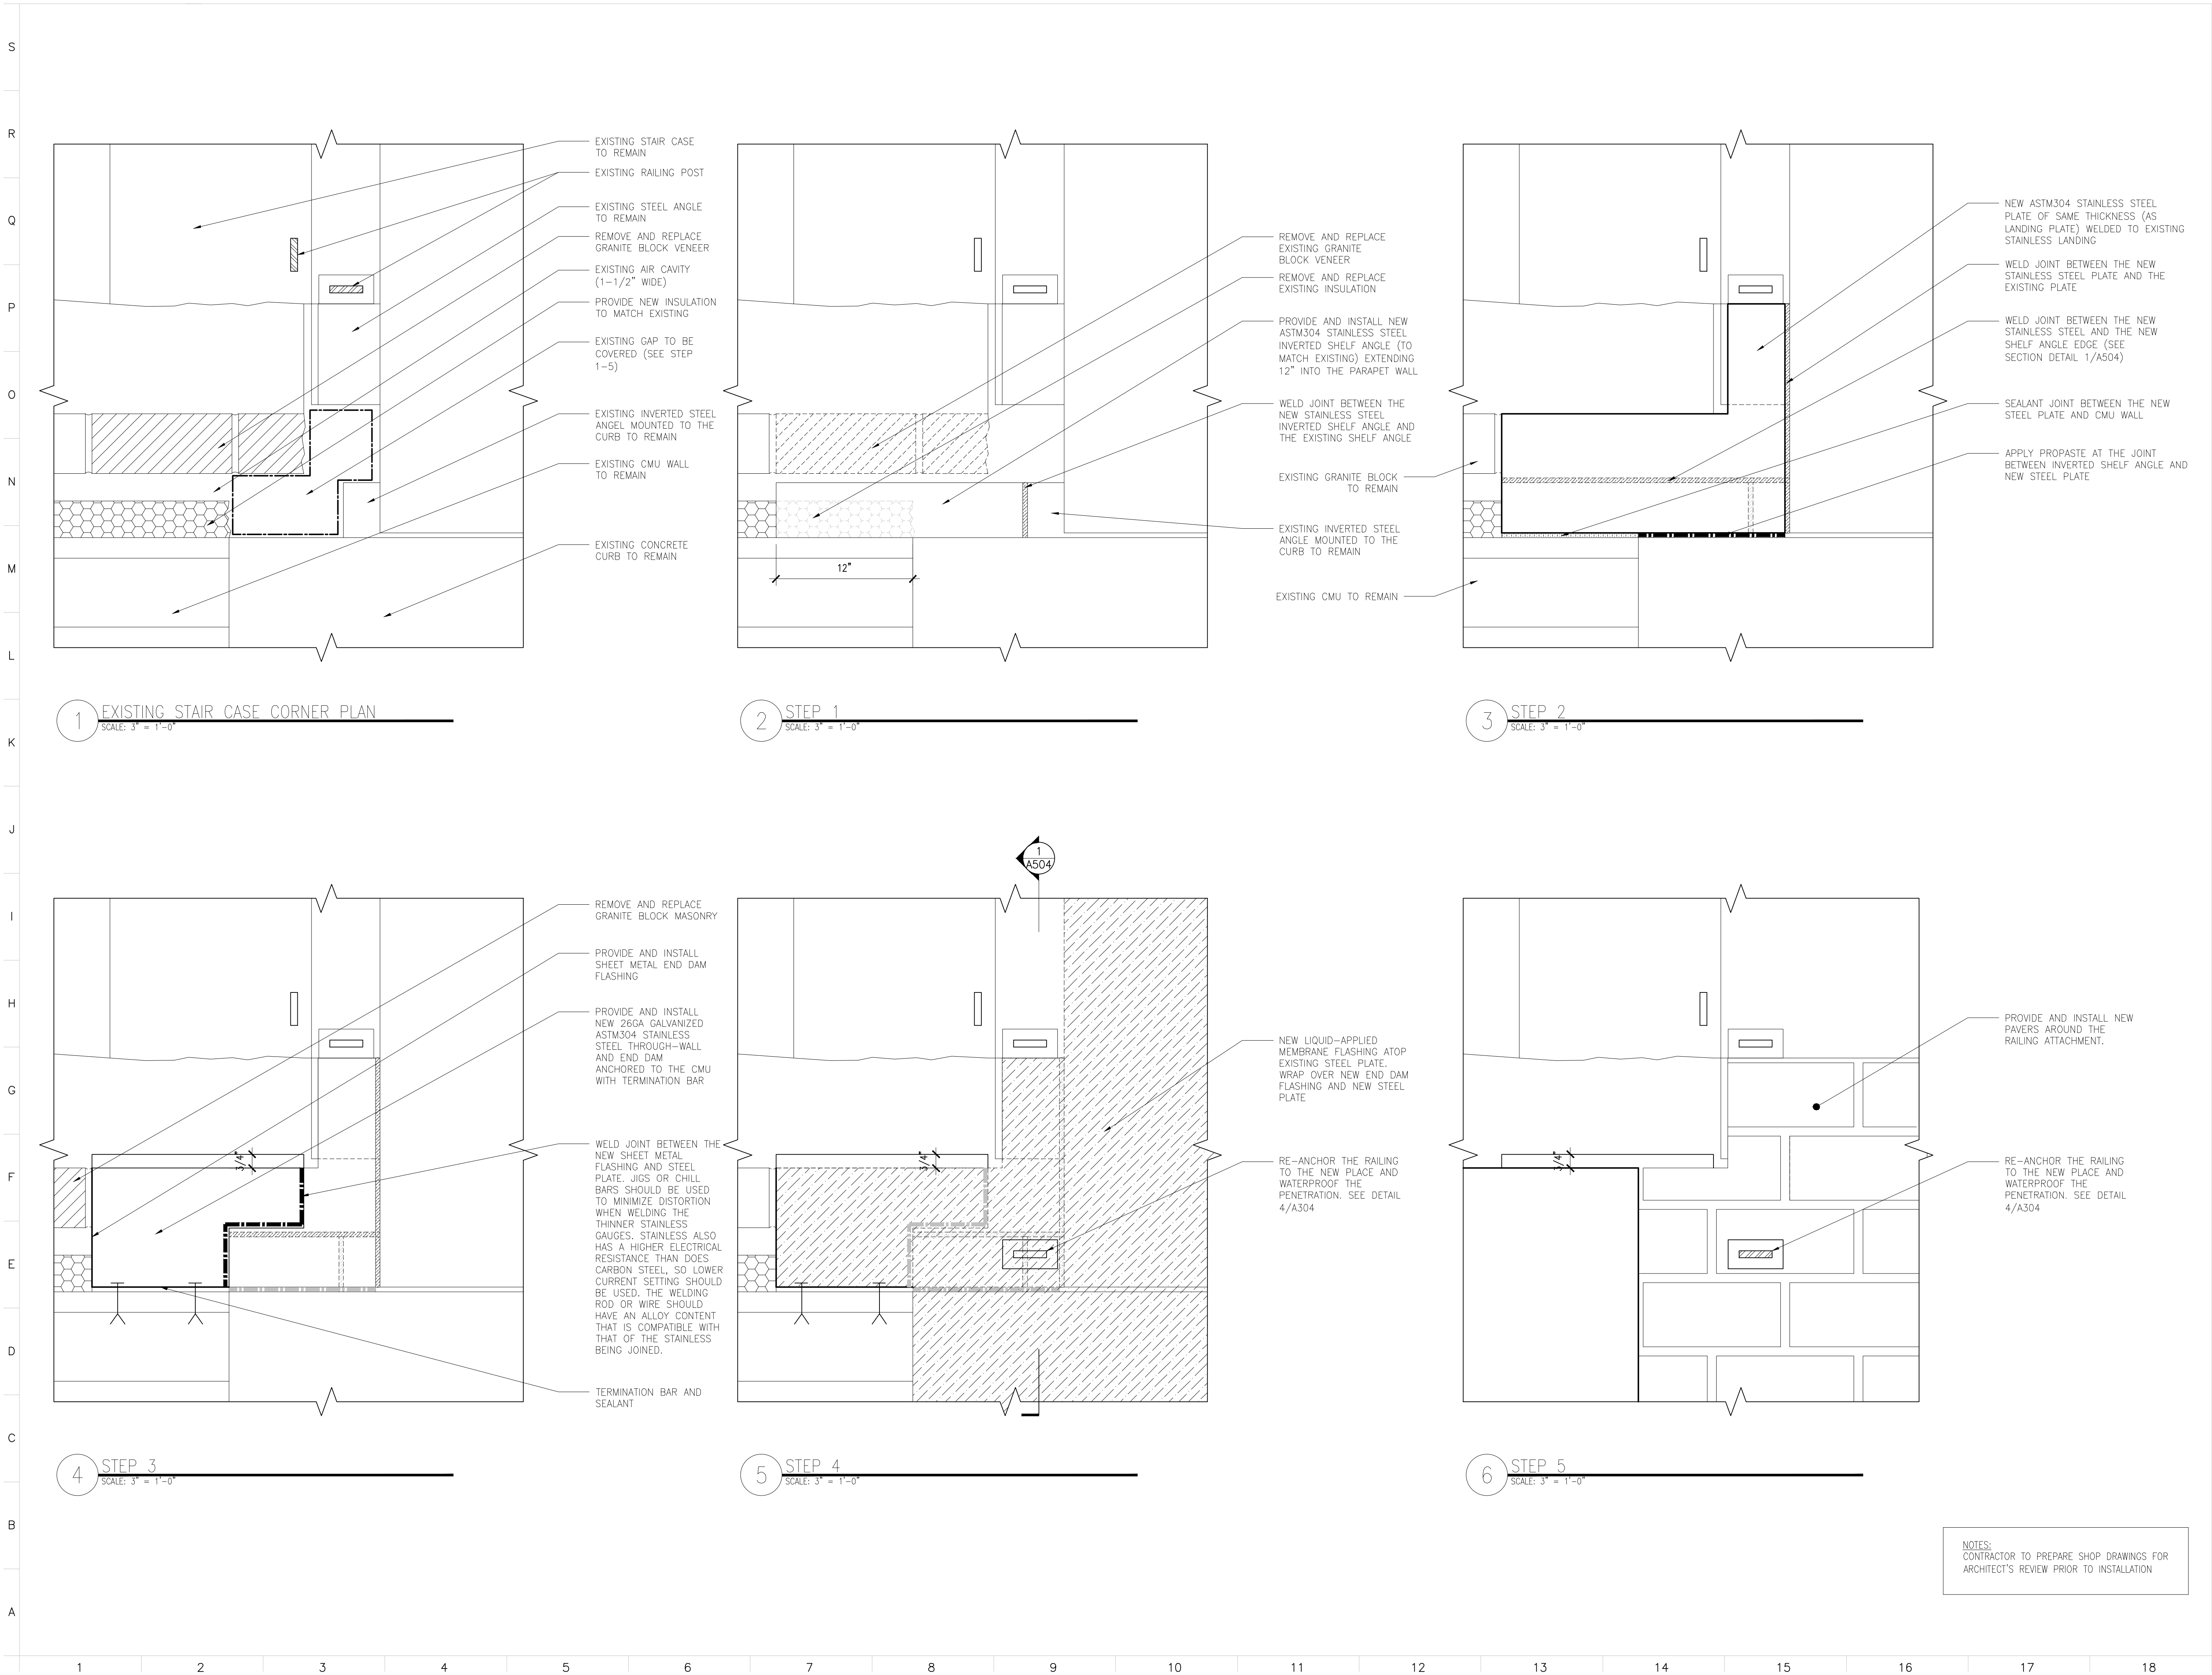 S
R
Q
P
O
N
M
L
K
J
I
H
G
F
E
D
C
B
A
EXISTING STAIR CASE
TO REMAIN
EXISTING RAILING POST
EXISTING STEEL ANGLE
TO REMAIN
REMOVE AND REPLACE
GRANITE BLOCK VENEER
EXISTING AIR CAVITY
(1-1/2" WIDE)
PROVIDE NEW INSULATION
TO MATCH EXISTING
EXISTING GAP TO BE
COVERED (SEE STEP
1-5)
EXISTING INVERTED STEEL
ANGEL MOUNTED TO THE
CURB TO REMAIN
EXISTING CMU WALL
TO REMAIN
EXISTING CONCRETE
CURB TO REMAIN
1
EXISTING STAIR CASE CORNER PLAN
SCALE: 3" = 1'-0"
REMOVE AND REPLACE
EXISTING GRANITE
BLOCK VENEER
REMOVE AND REPLACE
EXISTING INSULATION
PROVIDE AND INSTALL NEW
ASTM304 STAINLESS STEEL
INVERTED SHELF ANGLE (TO
MATCH EXISTING) EXTENDING
12" INTO THE PARAPET WALL
WELD JOINT BETWEEN THE
NEW STAINLESS STEEL
INVERTED SHELF ANGLE AND
THE EXISTING SHELF ANGLE
EXISTING GRANITE BLOCK
TO REMAIN
EXISTING INVERTED STEEL
ANGLE MOUNTED TO THE
CURB TO REMAIN
EXISTING CMU TO REMAIN
12"
2
STEP 1
SCALE: 3" = 1'-0"
NEW ASTM304 STAINLESS STEEL
PLATE OF SAME THICKNESS (AS
LANDING PLATE) WELDED TO EXISTING
STAINLESS LANDING
WELD JOINT BETWEEN THE NEW
STAINLESS STEEL PLATE AND THE
EXISTING PLATE
WELD JOINT BETWEEN THE NEW
STAINLESS STEEL AND THE NEW
SHELF ANGLE EDGE (SEE
SECTION DETAIL 1/A504)
SEALANT JOINT BETWEEN THE NEW
STEEL PLATE AND CMU WALL
APPLY PROPASTE AT THE JOINT
BETWEEN INVERTED SHELF ANGLE AND
NEW STEEL PLATE
3
STEP 2
SCALE: 3" = 1'-0"
REMOVE AND REPLACE
GRANITE BLOCK MASONRY
PROVIDE AND INSTALL
SHEET METAL END DAM
FLASHING
PROVIDE AND INSTALL
NEW 26GA GALVANIZED
ASTM304 STAINLESS
STEEL THROUGH-WALL
AND END DAM
ANCHORED TO THE CMU
WITH TERMINATION BAR
WELD JOINT BETWEEN THE
NEW SHEET METAL
FLASHING AND STEEL
PLATE. JIGS OR CHILL
BARS SHOULD BE USED
TO MINIMIZE DISTORTION
WHEN WELDING THE
THINNER STAINLESS
GAUGES. STAINLESS ALSO
HAS A HIGHER ELECTRICAL
RESISTANCE THAN DOES
CARBON STEEL, SO LOWER
CURRENT SETTING SHOULD
BE USED. THE WELDING
ROD OR WIRE SHOULD
HAVE AN ALLOY CONTENT
THAT IS COMPATIBLE WITH
THAT OF THE STAINLESS
BEING JOINED.
TERMINATION BAR AND
SEALANT
3/4"
4
STEP 3
SCALE: 3" = 1'-0"
1
A504
3/4"
NEW LIQUID-APPLIED
MEMBRANE FLASHING ATOP
EXISTING STEEL PLATE.
WRAP OVER NEW END DAM
FLASHING AND NEW STEEL
PLATE
RE-ANCHOR THE RAILING
TO THE NEW PLACE AND
WATERPROOF THE
PENETRATION. SEE DETAIL
4/A304
5
STEP 4
SCALE: 3" = 1'-0"
3/4"
PROVIDE AND INSTALL NEW
PAVERS AROUND THE
RAILING ATTACHMENT.
RE-ANCHOR THE RAILING
TO THE NEW PLACE AND
WATERPROOF THE
PENETRATION. SEE DETAIL
4/A304
6
STEP 5
SCALE: 3" = 1'-0"
NOTES:
CONTRACTOR TO PREPARE SHOP DRAWINGS FOR
ARCHITECT'S REVIEW PRIOR TO INSTALLATION
1 2 3 4 5 6 7 8 9 10 11 12 13 14 15 16 17 18